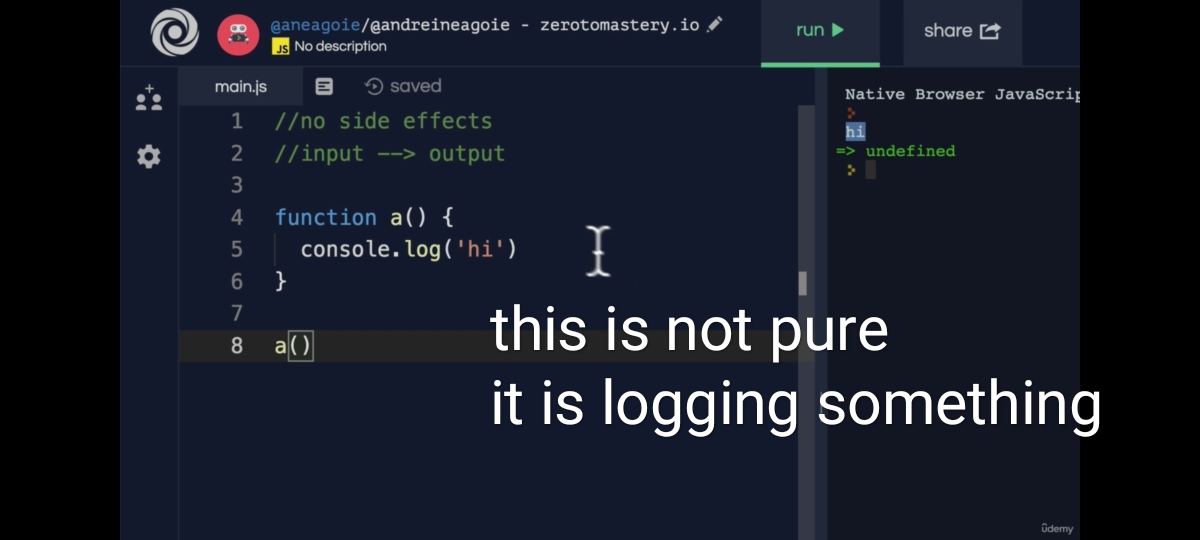 @aneagoie/@andreineagoie - zerotomastery.io
JS No description
run
share
main.js
saved
Native Browser JavaScrip
1 //no side effects
2 //input --> output
3
4 function a() {
5 console.log('hi')
6 }
7
8 a()
hi
=> undefined
this is not pure
it is logging something
ûdemy